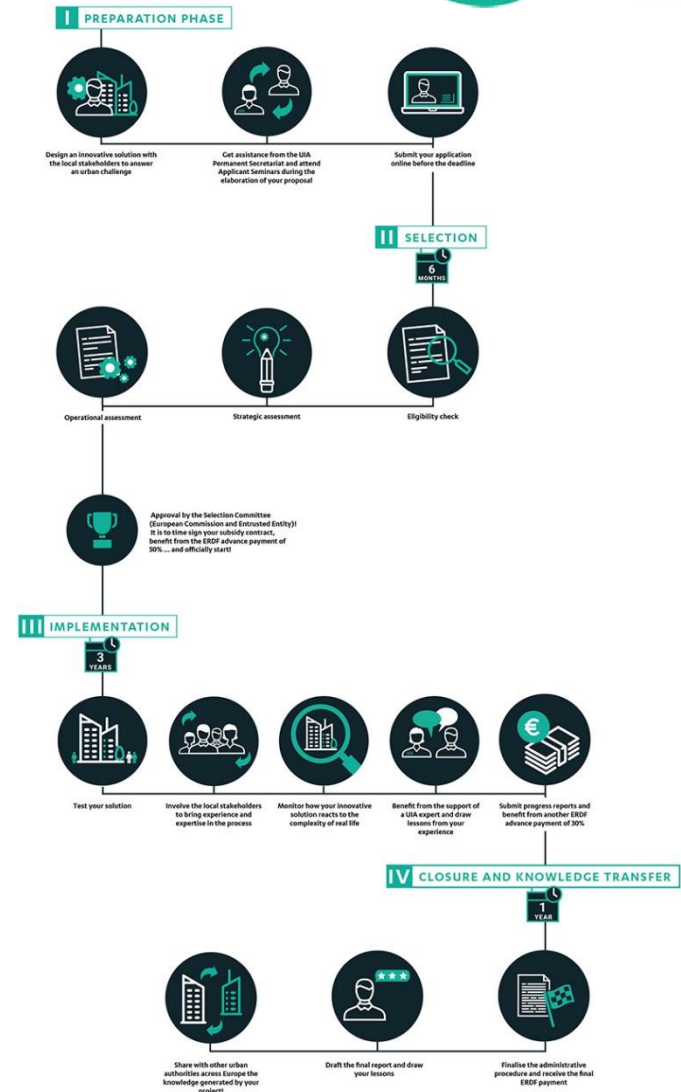 I PREPARATION PHASE
Design an innovative solution with
the local stakeholders to answer
an urban challenge
Get assistance from the UIA
Permanent Secretariat and attend
Applicant Seminars during the
elaboration of your proposal
Submit your application
online before the deadline
II SELECTION
6
MONTHS
Operational assessment
Strategic assessment
Eligibility check
Approval by the Selection Committee
(European Commission and Entrusted Entity)!
It is to time sign your subsidy contract,
benefit from the ERDF advance payment of
50% ... and officially start!
III IMPLEMENTATION
3
YEARS
€
Test your solution
Involve the local stakeholders
to bring experience and
expertise in the process
Monitor how your innovative
solution reacts to the
complexity of real life
Benefit from the support of
a UIA expert and draw
lessons from your
experience
Submit progress reports and
benefit from another ERDF
advance payment of 30%
IV CLOSURE AND KNOWLEDGE TRANSFER
1
YEAR
Share with other urban
authorities across Europe the
knowledge generated by your
project!
Draft the final report and draw
your lessons
Finalise the administrative
procedure and receive the final
ERDF payment